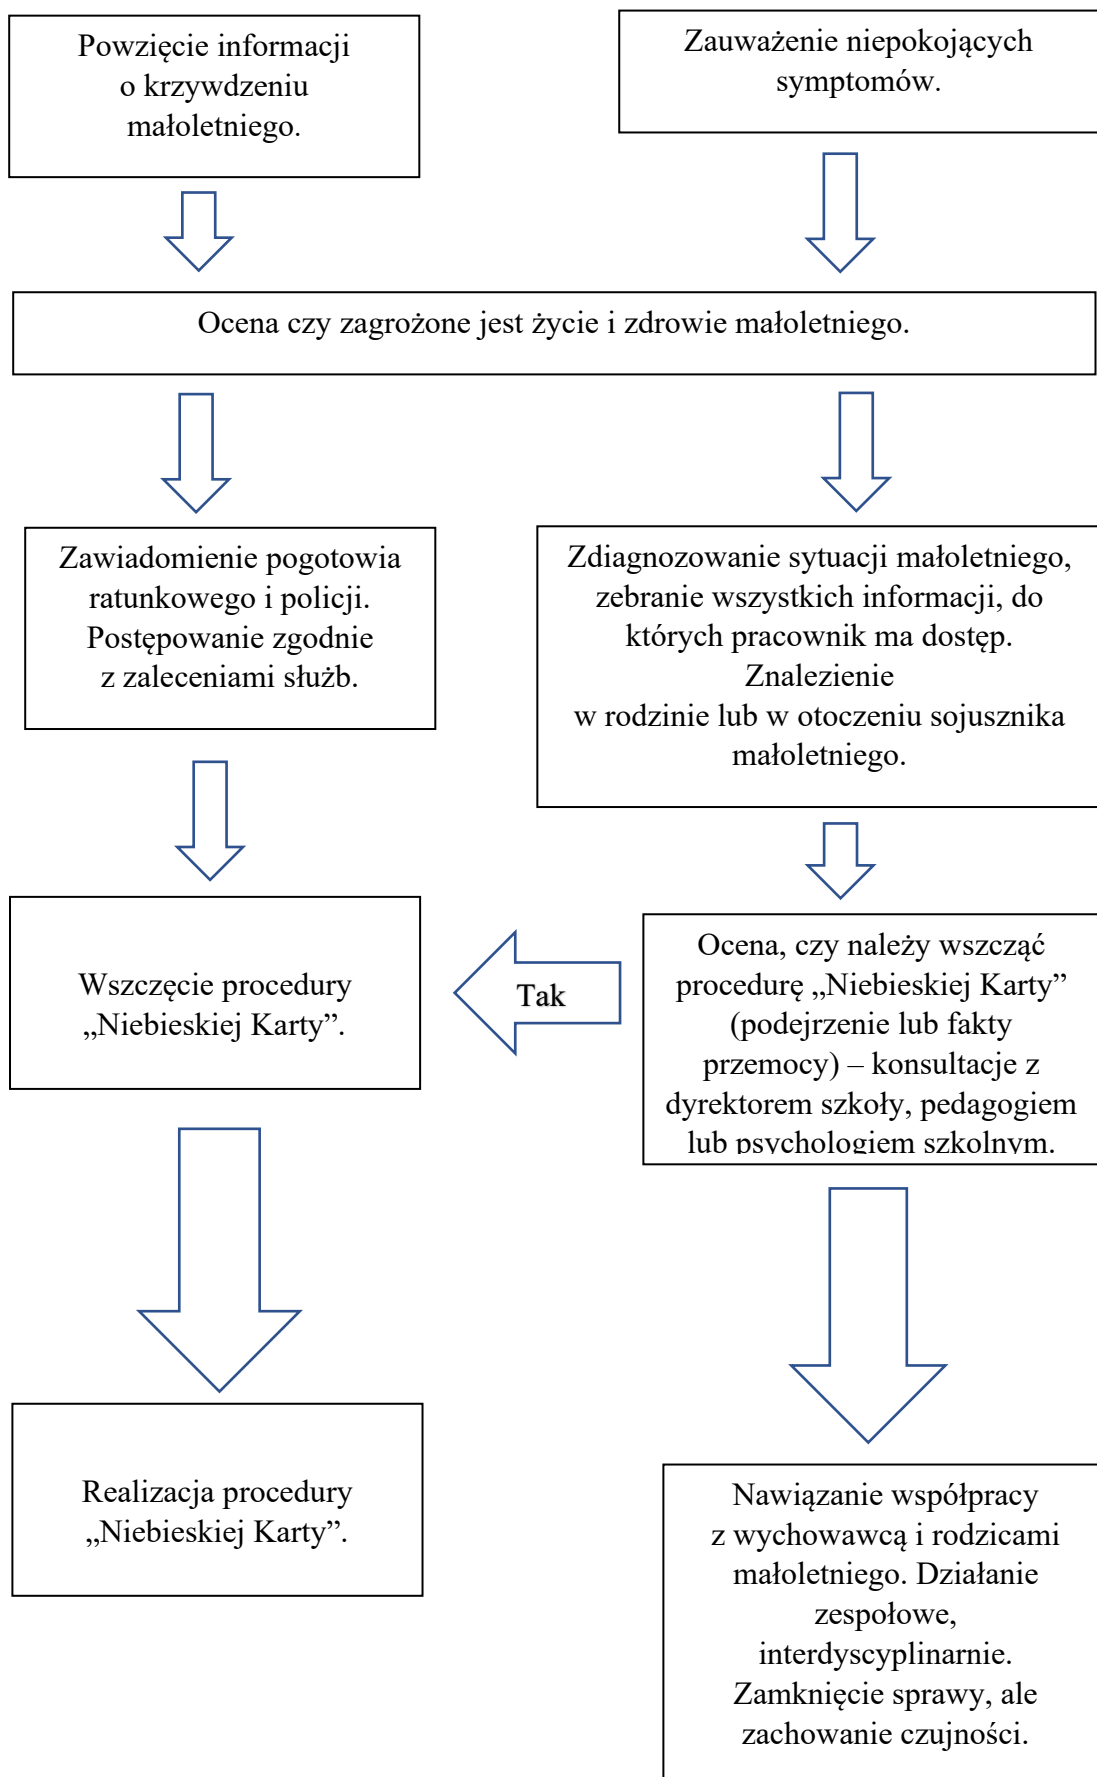 Powzięcie informacji
o krzywdzeniu
małoletniego.
Zauważenie niepokojących
symptomów.
Ocena czy zagrożone jest życie i zdrowie małoletniego.
Zawiadomienie pogotowia
ratunkowego i policji.
Postępowanie zgodnie
z zaleceniami służb.
Zdiagnozowanie sytuacji małoletniego,
zebranie wszystkich informacji, do
których pracownik ma dostęp.
Znalezienie
w rodzinie lub w otoczeniu sojusznika
małoletniego.
Wszczęcie procedury
„Niebieskiej Karty”.
Tak
Ocena, czy należy wszcząć
procedurę „Niebieskiej Karty”
(podejrzenie lub fakty
przemocy) – konsultacje z
dyrektorem szkoły, pedagogiem
lub psychologiem szkolnym.
Realizacja procedury
„Niebieskiej Karty”.
Nawiązanie współpracy
z wychowawcą i rodzicami
małoletniego. Działanie
zespołowe,
interdyscyplinarnie.
Zamknięcie sprawy, ale
zachowanie czujności.